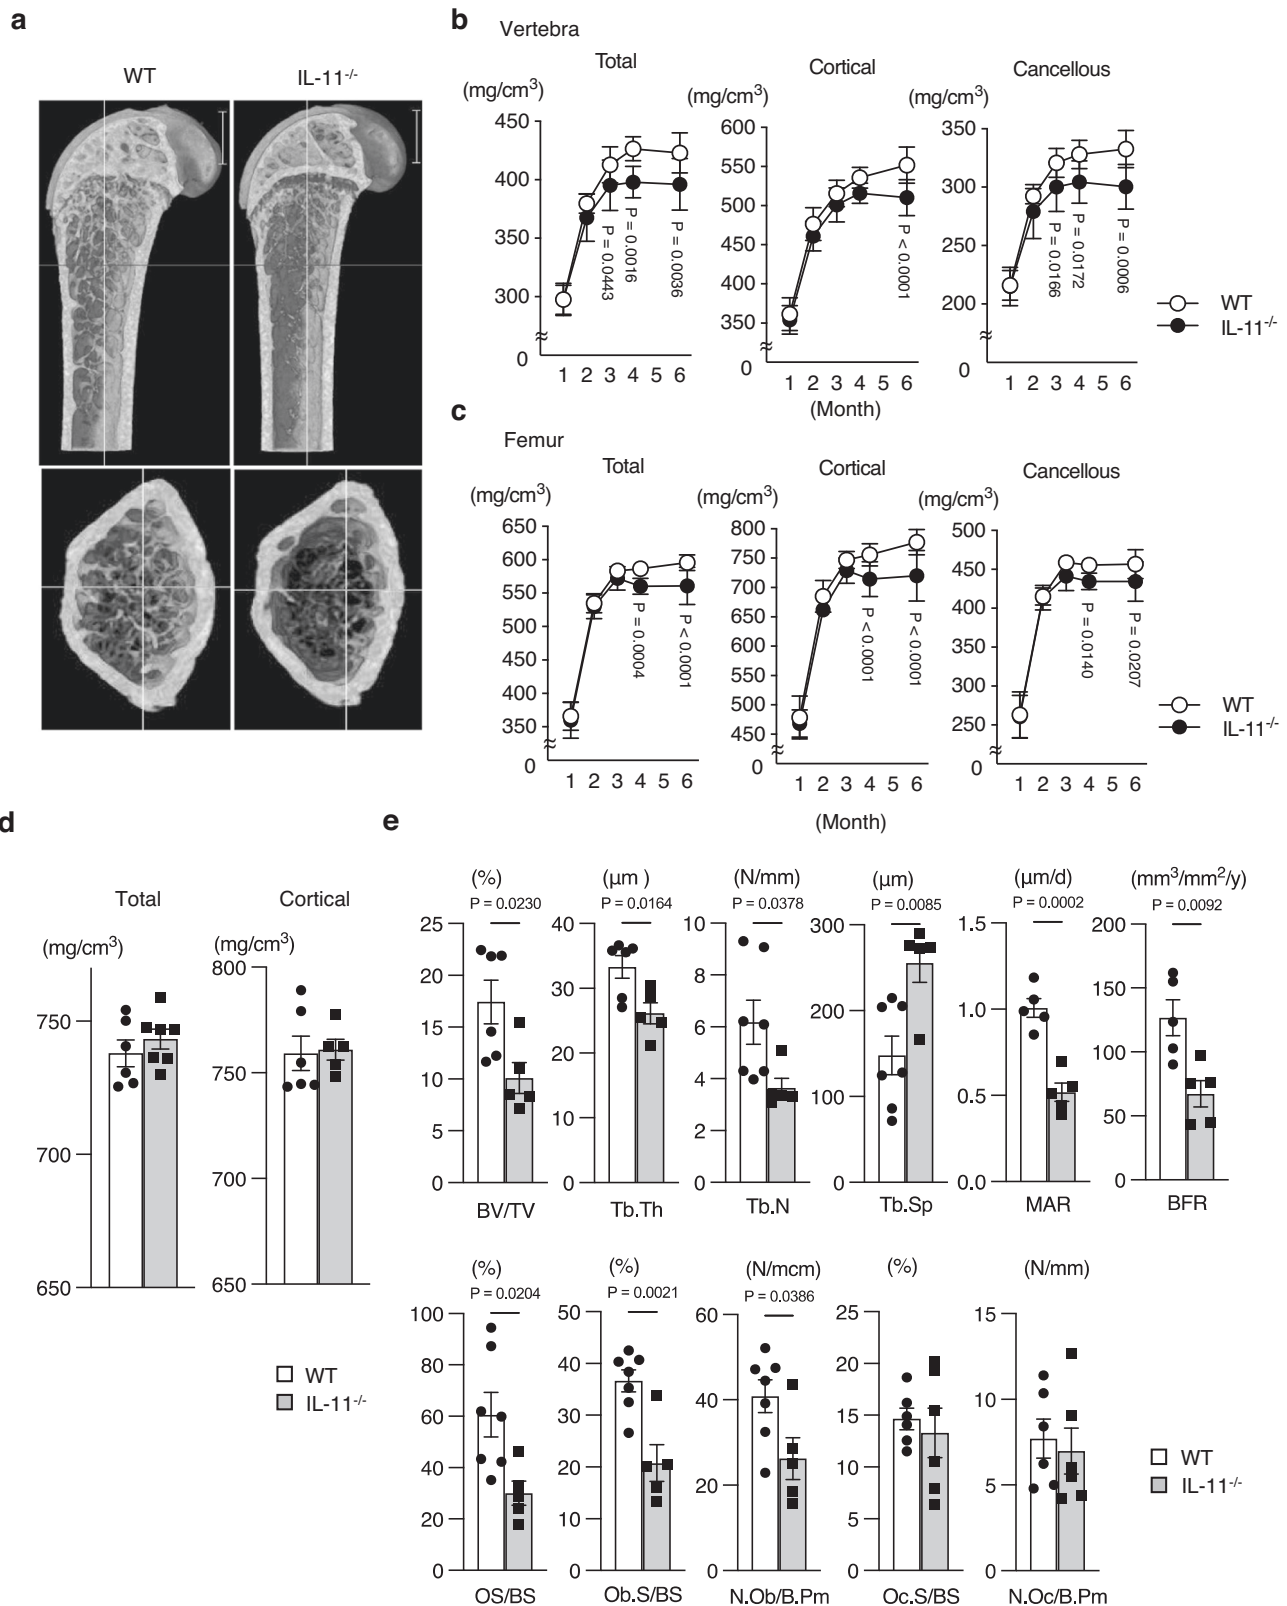 a
WT
IL-11-/-
b
Vertebra
Total
Cortical
Cancellous
(mg/cm3)
(mg/cm3)
(mg/cm3)
450
400
350
300
0
1 2 3 4 5 6
P = 0.0443
P = 0.0016
P = 0.0036
600
550
500
450
400
350
0
1 2 3 4 5 6
P < 0.0001
350
300
250
200
0
1 2 3 4 5 6
P = 0.0166
P = 0.0172
P = 0.0006
WT
IL-11-/-
(Month)
c
Femur
Total
Cortical
Cancellous
(mg/cm3)
(mg/cm3)
(mg/cm3)
650
600
550
500
450
400
350
0
1 2 3 4 5 6
P = 0.0004
P < 0.0001
800
750
700
650
600
550
500
450
0
1 2 3 4 5 6
P < 0.0001
P < 0.0001
500
450
400
350
300
250
0
1 2 3 4 5 6
P = 0.0140
P = 0.0207
WT
IL-11-/-
(Month)
d
Total
Cortical
(mg/cm3)
(mg/cm3)
750
700
650
800
750
700
650
WT
IL-11-/-
e
(%)
P = 0.0230
25
20
15
10
5
0
BV/TV
(μm )
P = 0.0164
40
30
20
10
0
Tb.Th
(N/mm)
P = 0.0378
10
8
6
4
2
0
Tb.N
(μm)
P = 0.0085
300
200
100
0
Tb.Sp
(μm/d)
P = 0.0002
1.5
1.0
0.5
0.0
MAR
(mm3/mm2/y)
P = 0.0092
200
150
100
50
0
BFR
(%)
P = 0.0204
100
80
60
40
20
0
OS/BS
(%)
P = 0.0021
50
40
30
20
10
0
Ob.S/BS
(N/mcm)
P = 0.0386
60
40
20
0
N.Ob/B.Pm
(%)
25
20
15
10
5
0
Oc.S/BS
(N/mm)
15
10
5
0
N.Oc/B.Pm
WT
IL-11-/-